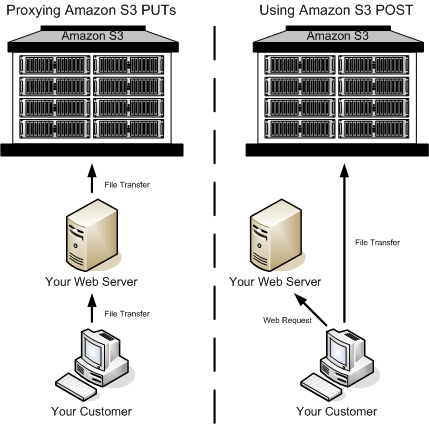 Proxying Amazon S3 PUTs
Amazon S3
File Transfer
Your Web Server
File Transfer
Your Customer
Using Amazon S3 POST
Amazon S3
File Transfer
Your Web Server
Web Request
Your Customer